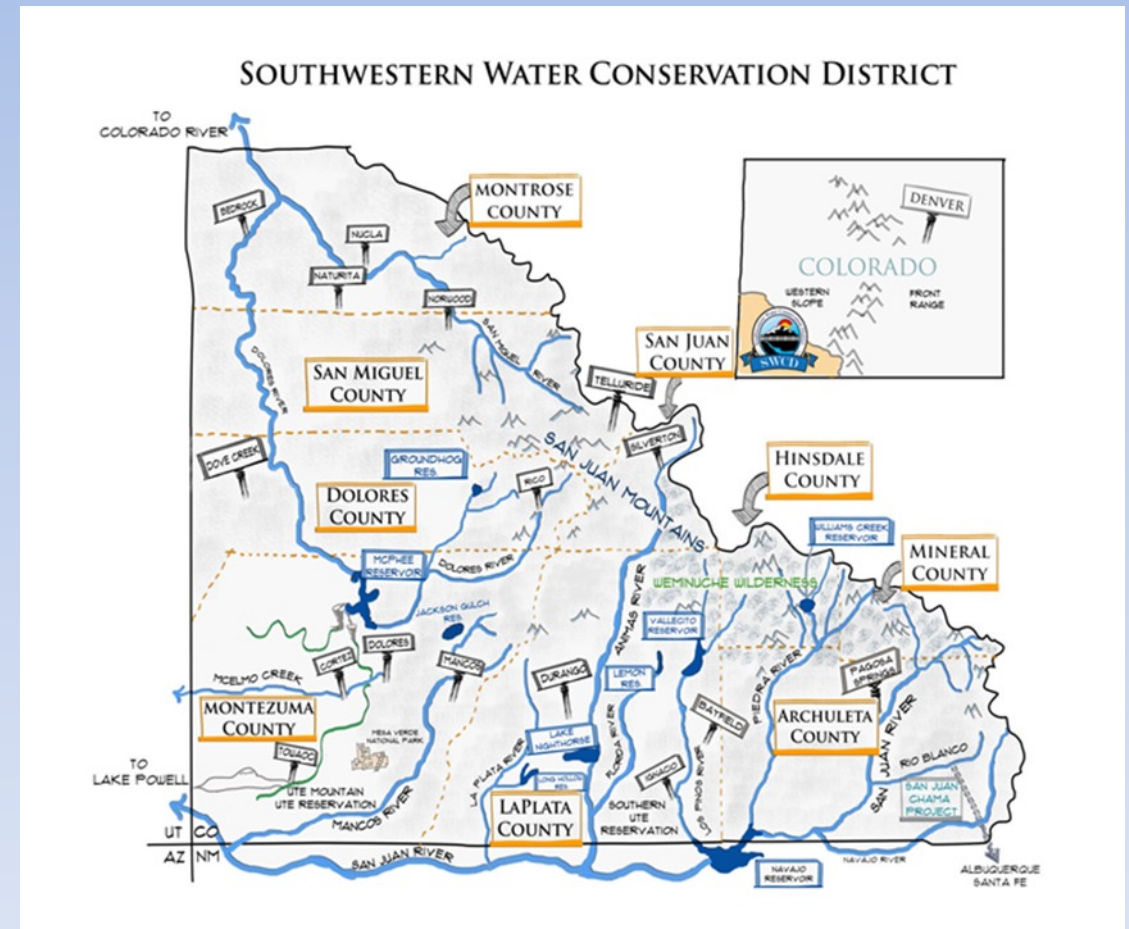 SOUTHWESTERN WATER CONSERVATION DISTRICT
TO
COLORADO RIVER
BEDROCK
NUCLA
NATURITA
MONTROSE
COUNTY
NORWOOD
DENVER
COLORADO
WESTERN
SLOPE
FRONT
RANGE
SWCD
DOLORES RIVER
SAN MIGUEL
COUNTY
SAN MIGUEL RIVER
SAN JUAN
COUNTY
TELLURIDE
DOVE CREEK
GROUNDHOG
RES.
SILVERTON
RICO
SAN JUAN MOUNTAINS
HINSDALE
COUNTY
DOLORES
COUNTY
WILLIAMS CREEK
RESERVOIR
MINERAL
COUNTY
MCPHEE
RESERVOIR
DOLORES RIVER
WEMINUCHE WILDERNESS
JACKSON GULCH
RES.
ANIMAS RIVER
VALLECITO
RESERVOIR
DOLORES
CORTEZ
MANCOS
MCELMO CREEK
DURANGO
LEMON
RES.
PIEDRA RIVER
PAGOSA
SPRINGS
MONTEZUMA
COUNTY
BAYFIELD
ARCHULETA
COUNTY
MESA VERDE
NATIONAL PARK
LAKE
NIGHTHORSE
FLORIDA RIVER
SAN JUAN RIVER
RIO BLANCO
TOWAOC
TO
LAKE POWELL
LA PLATA RIVER
LONG HOLLOW
RES.
IGNACIO
LOS PINOS RIVER
SAN JUAN
CHAMA
PROJECT
UTE MOUNTAIN
UTE RESERVATION
MANCOS RIVER
LAPLATA
COUNTY
SOUTHERN
UTE
RESERVATION
UT CO
AZ NM
SAN JUAN RIVER
NAVAJO RIVER
NAVAJO
RESERVOIR
ALBUQUERQUE
SANTA FE